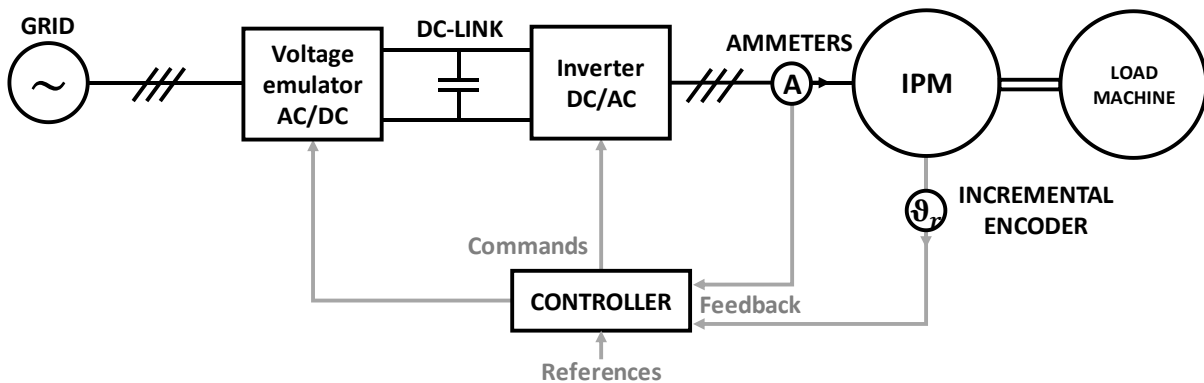 GRID
~
Voltage
emulator
AC/DC
DC-LINK
Inverter
DC/AC
AMMETERS
A
IPM
LOAD
MACHINE
ϑr
INCREMENTAL
ENCODER
Commands
CONTROLLER
Feedback
References